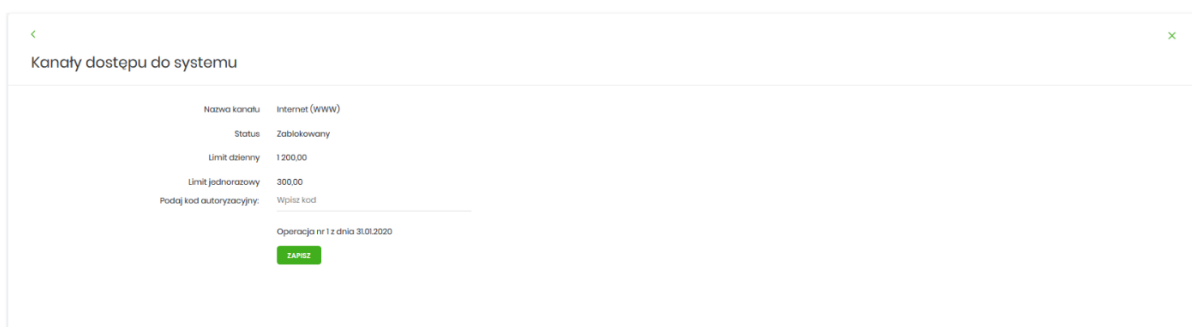 Kanały dostępu do systemu
Nazwa kanału Internet (WWW)
Status Zablokowany
Limit dzienny 1 200,00
Limit jednorazowy 300,00
Podaj kod autoryzacyjny: Wpisz kod
Operacja nr 1 z dnia 31.01.2020
ZAPISZ